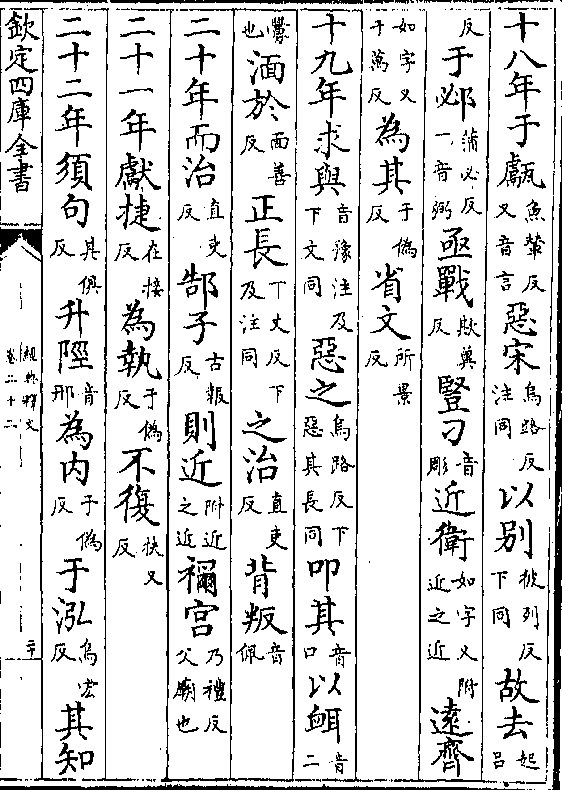 十八年于甗魚輦反又音言惡宋烏路反注同以别彼列反下同故去起吕
反于邲蒲必反一音弼亟戰欺兾反豎刁音彫近衛如字又附近之近逺齊
如字又于萬反為其于偽反省文所景反
十九年求與音豫注及下文同惡之烏路反下惡其長同叩其音口以衈音二
釁也湎於面善反正長丁丈反下及注同之治直吏反背叛音佩
二十年而治直吏反郜子古報反則近附近之近禰宫乃禮反父廟也
二十一年獻捷在接反為執于偽反不復扶又反
二十二年須句其俱反升陘音邢為内于偽反于泓烏宏反其知
欽定四庫全書
經典釋文
卷二十二